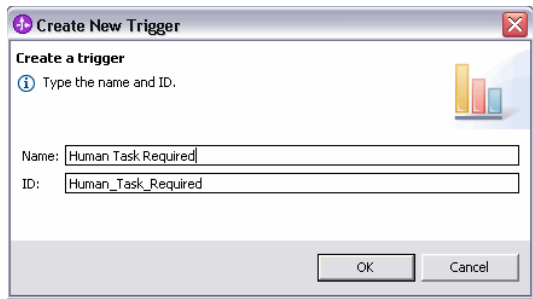 Create New Trigger
Create a trigger
Type the name and ID.
Name: Human Task Required
ID: Human_Task_Required
OK Cancel